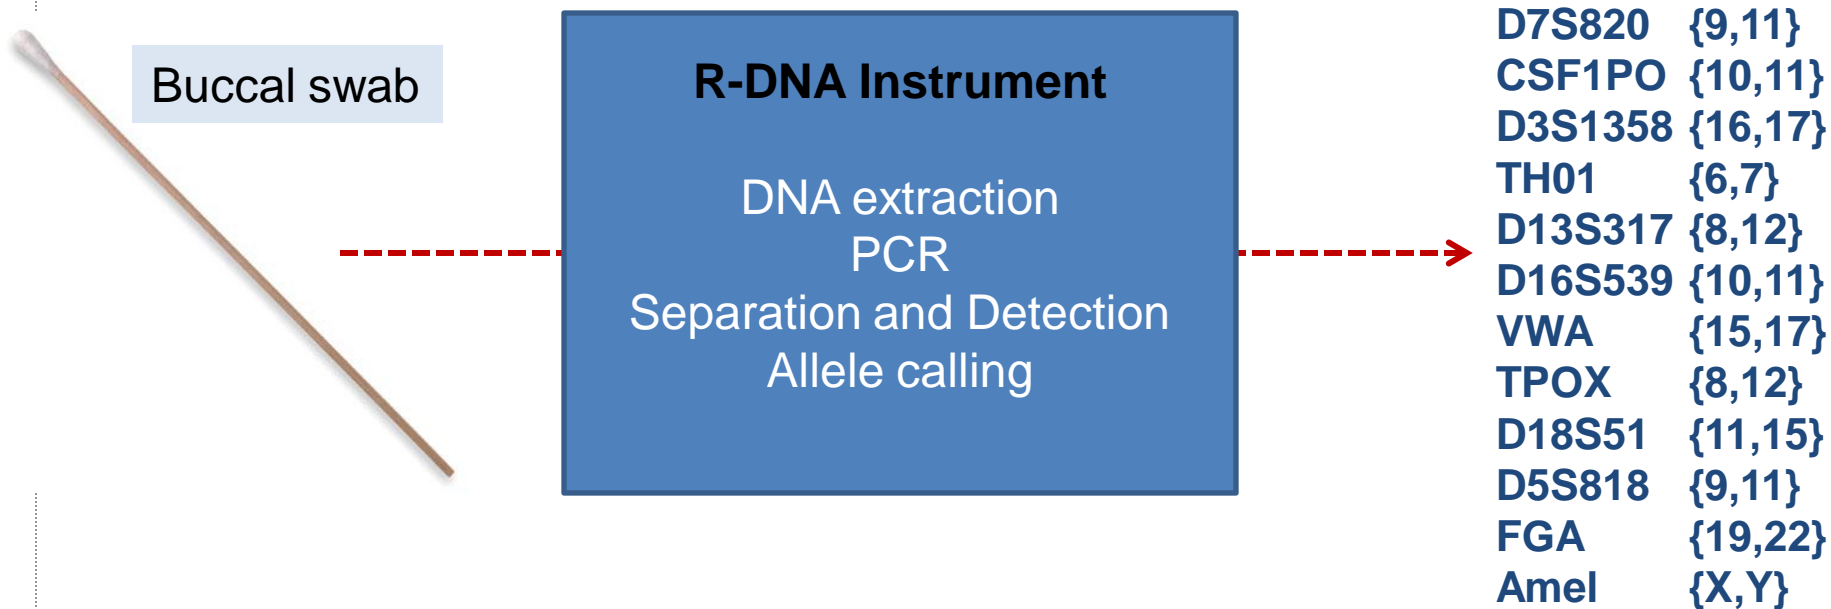 Buccal swab
R-DNA Instrument
DNA extraction
PCR
Separation and Detection
Allele calling
D7S820 {9,11}
CSF1PO {10,11}
D3S1358 {16,17}
TH01 {6,7}
D13S317 {8,12}
D16S539 {10,11}
VWA {15,17}
TPOX {8,12}
D18S51 {11,15}
D5S818 {9,11}
FGA {19,22}
Amel {X,Y}